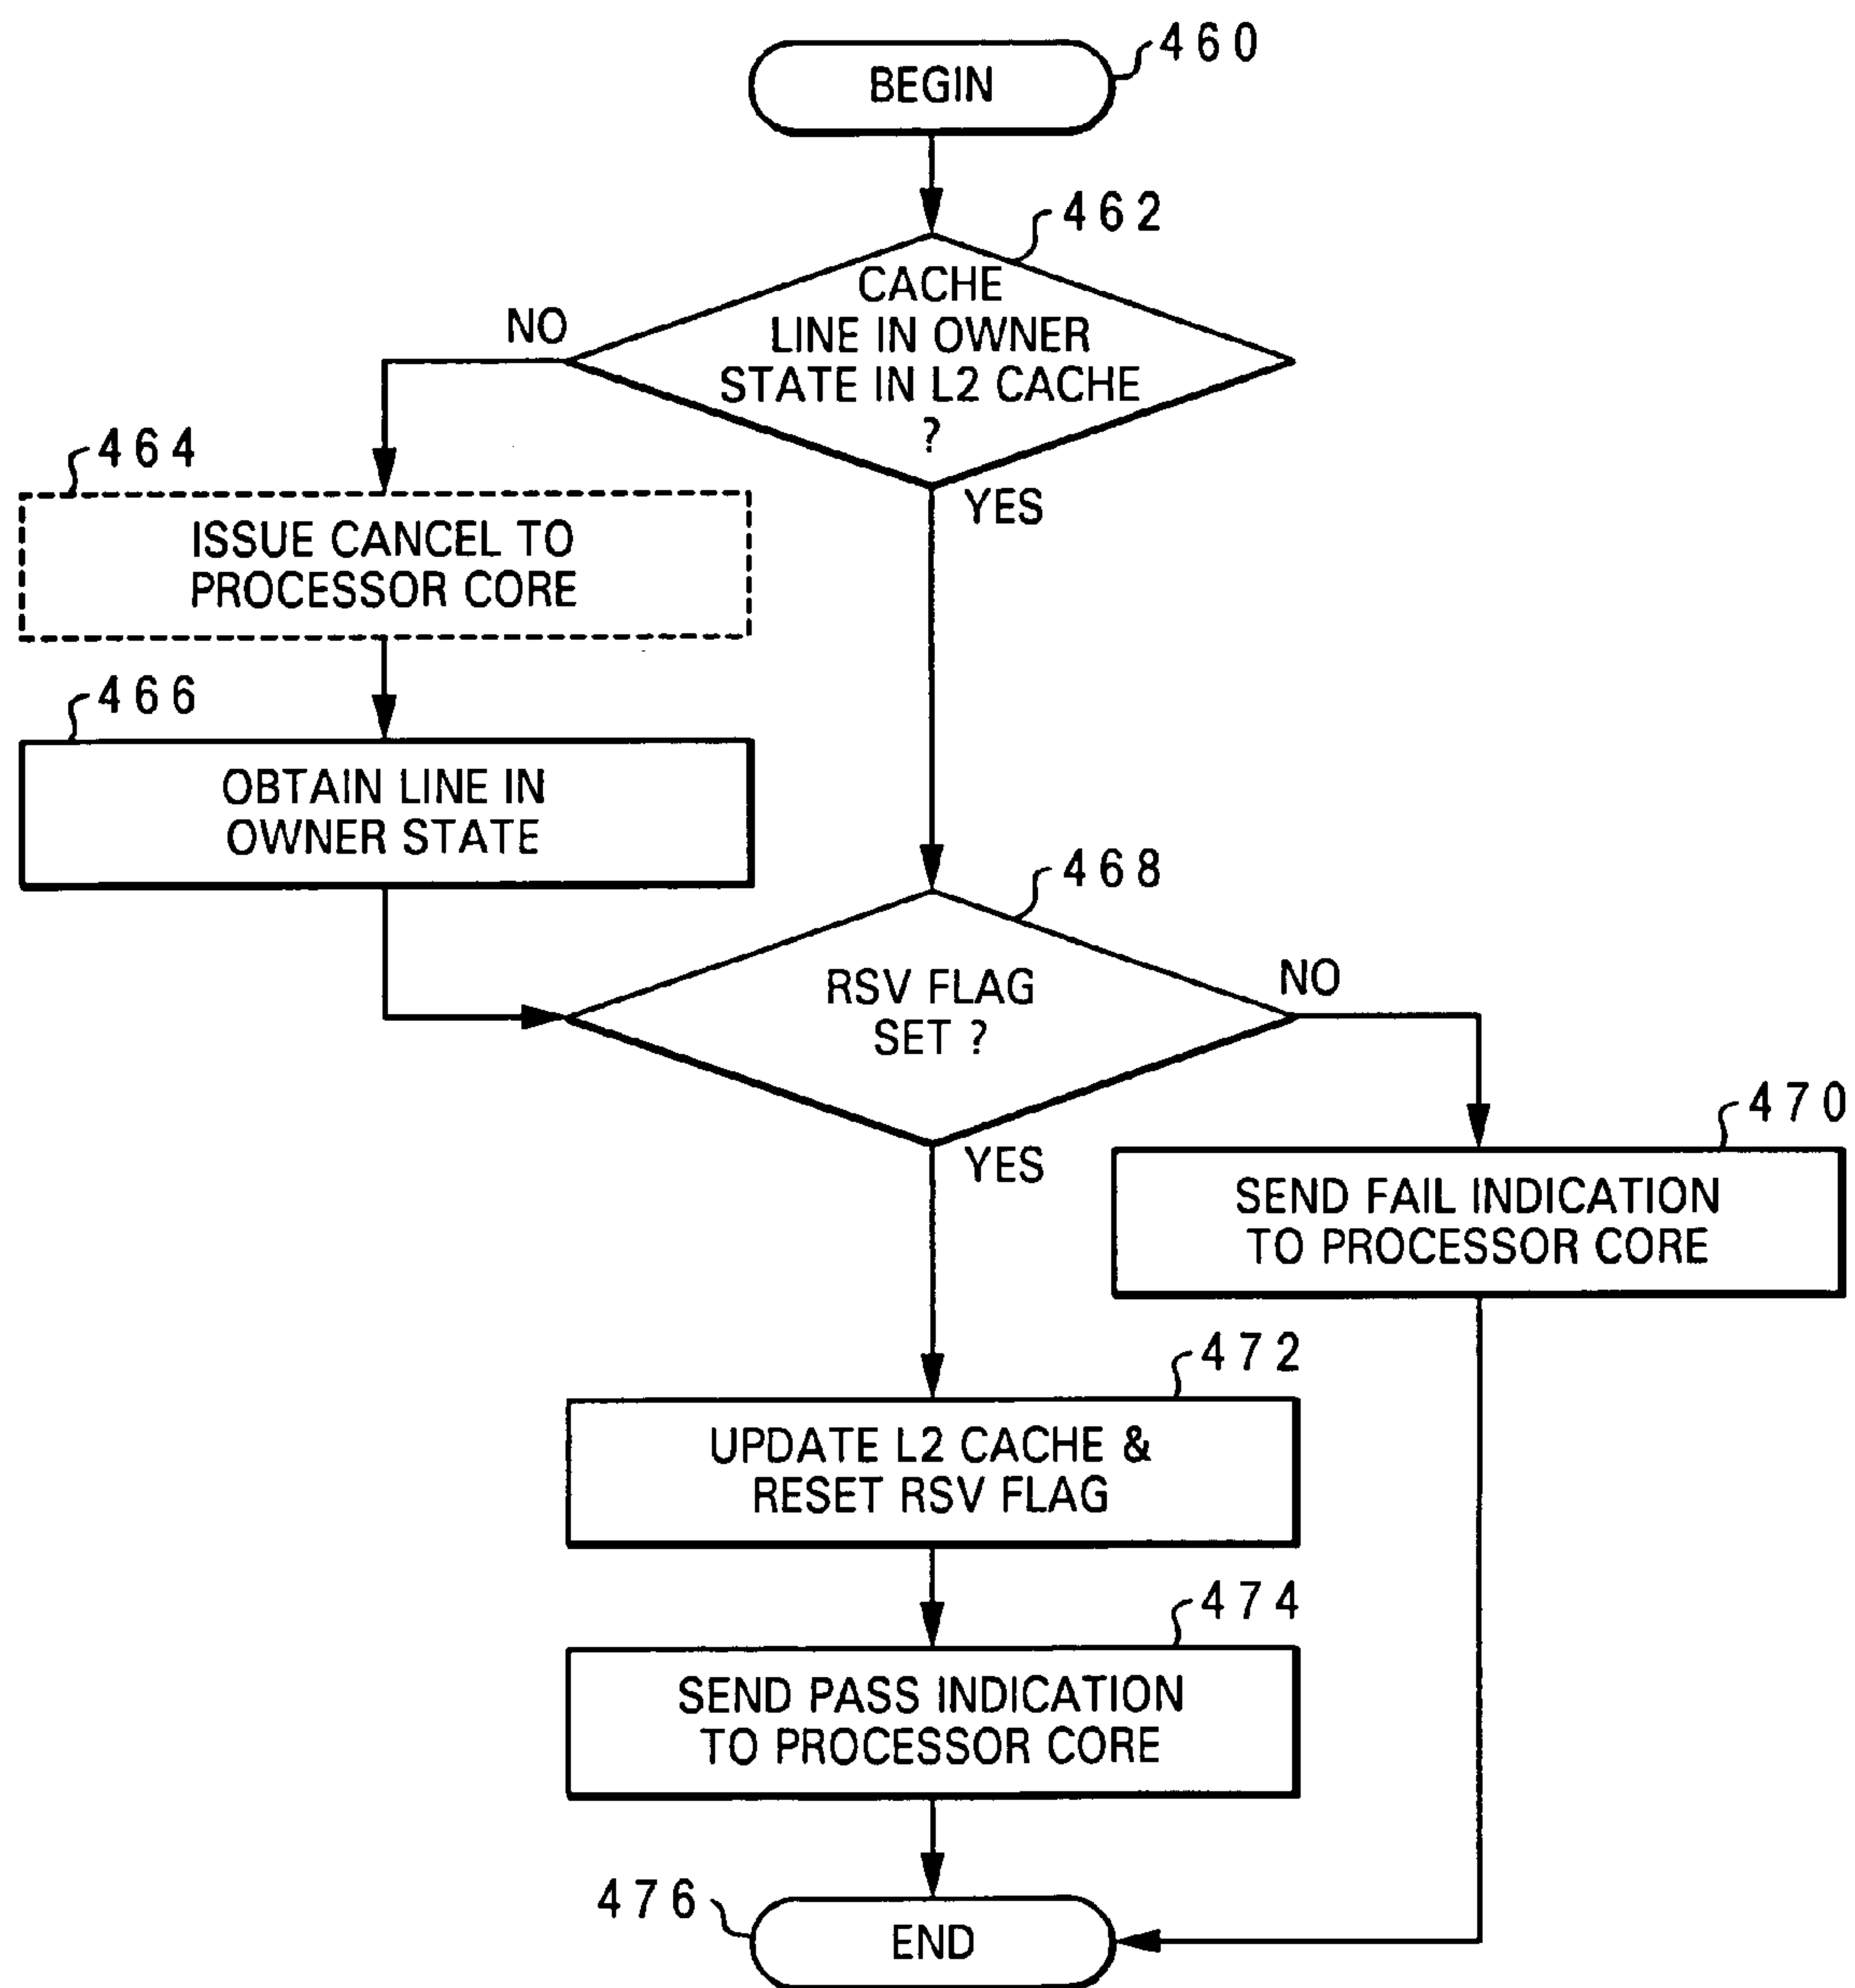 460
BEGIN
462
CACHE
LINE IN OWNER
STATE IN L2 CACHE
?
NO
YES
464
ISSUE CANCEL TO
PROCESSOR CORE
466
OBTAIN LINE IN
OWNER STATE
468
RSV FLAG
SET ?
NO
YES
470
SEND FAIL INDICATION
TO PROCESSOR CORE
472
UPDATE L2 CACHE &
RESET RSV FLAG
474
SEND PASS INDICATION
TO PROCESSOR CORE
476
END